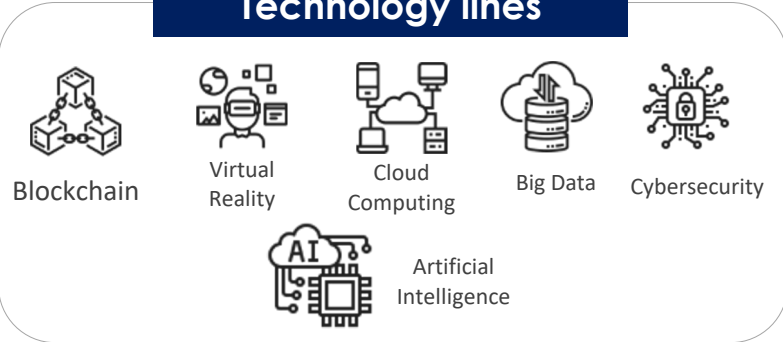 Technology lines
Blockchain
Virtual
Reality
Cloud
Computing
Big Data
Cybersecurity
AI
Artificial
Intelligence